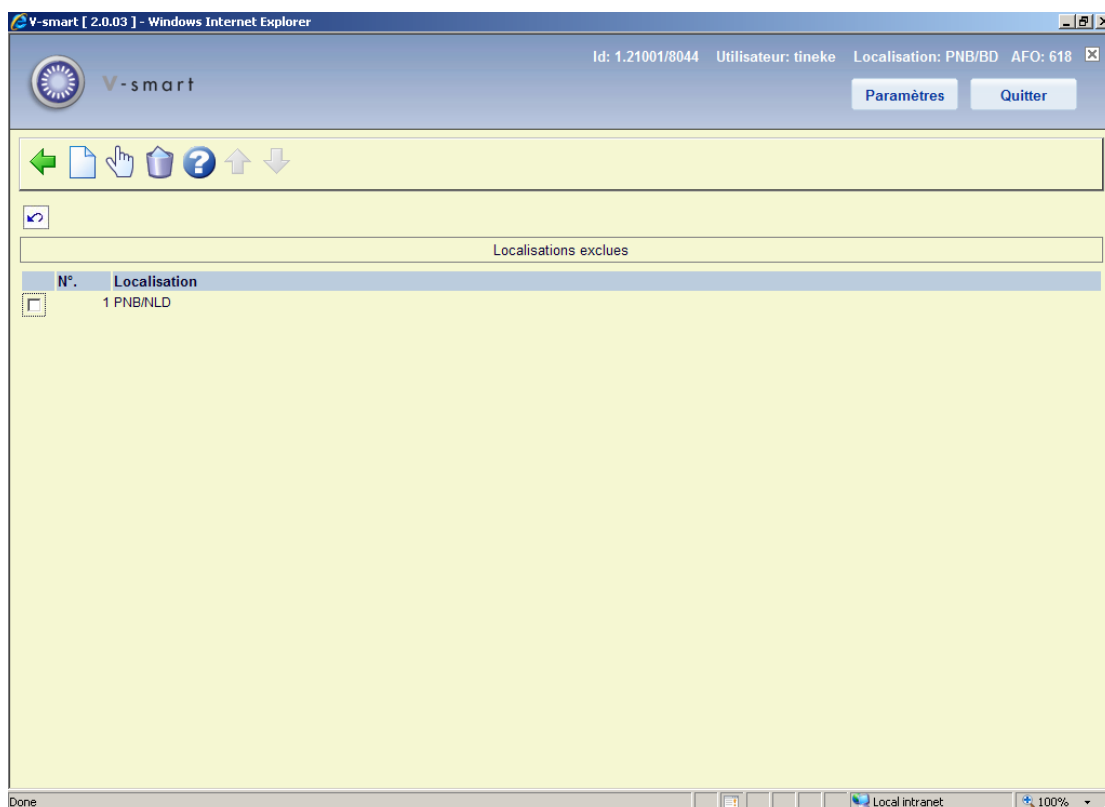 V-smart [ 2.0.03 ] - Windows Internet Explorer
Id: 1.21001/8044 Utilisateur: tineke Localisation: PNB/BD AFO: 618
V-smart
Paramètres Quitter
Localisations exclues
N°. Localisation
1 PNB/NLD
Done Local intranet 100%